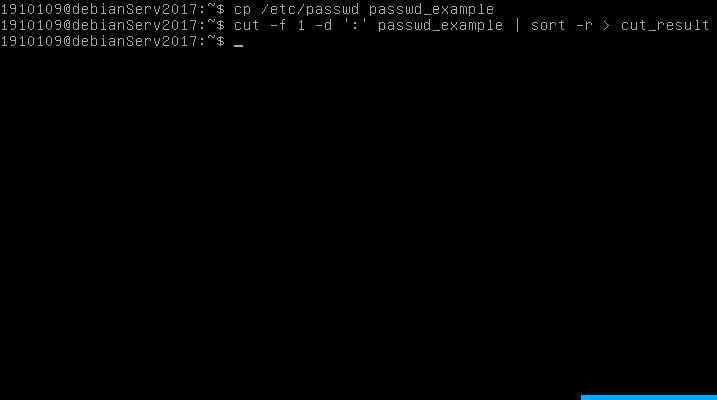 1910109@debianServ2017:~$ cp /etc/passwd passwd_example
1910109@debianServ2017:~$ cut -f 1 -d ':' passwd_example | sort -r > cut_result
1910109@debianServ2017:~$ _